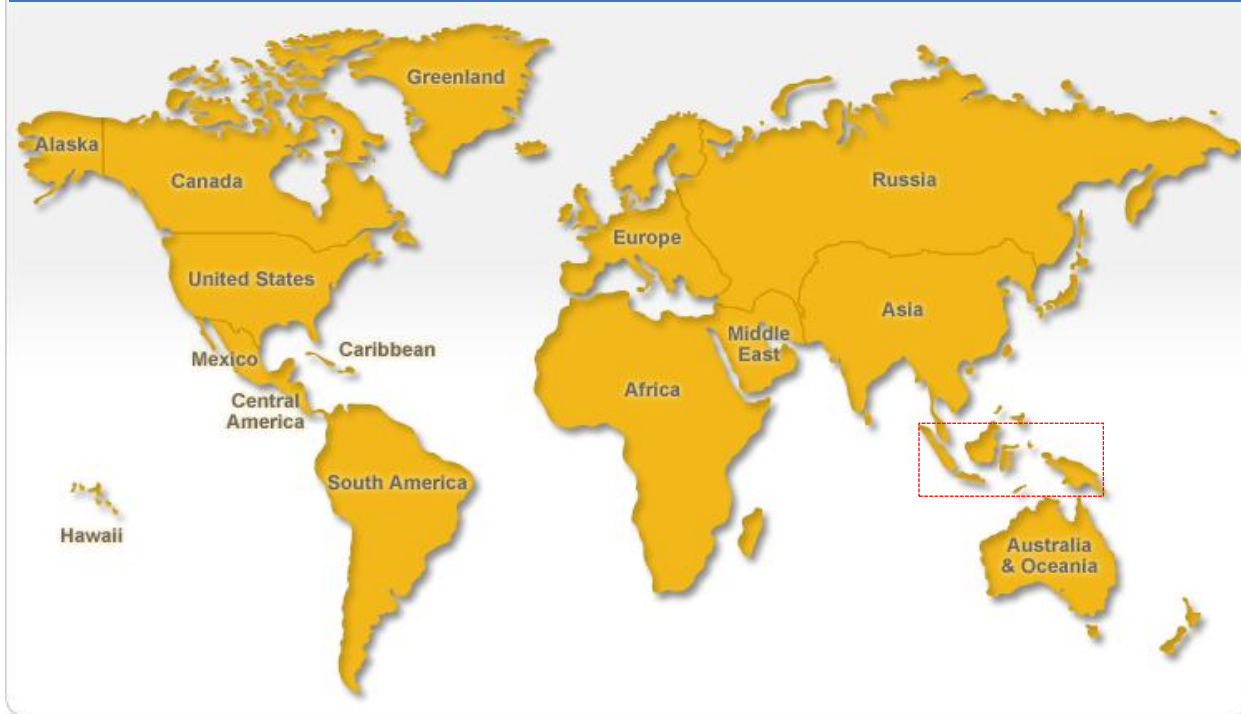 Greenland
Alaska
Canada
Russia
Europe
United States
Asia
Middle
East
Caribbean
Mexico
Africa
Central
America
South America
Hawaii
Australia
& Oceania